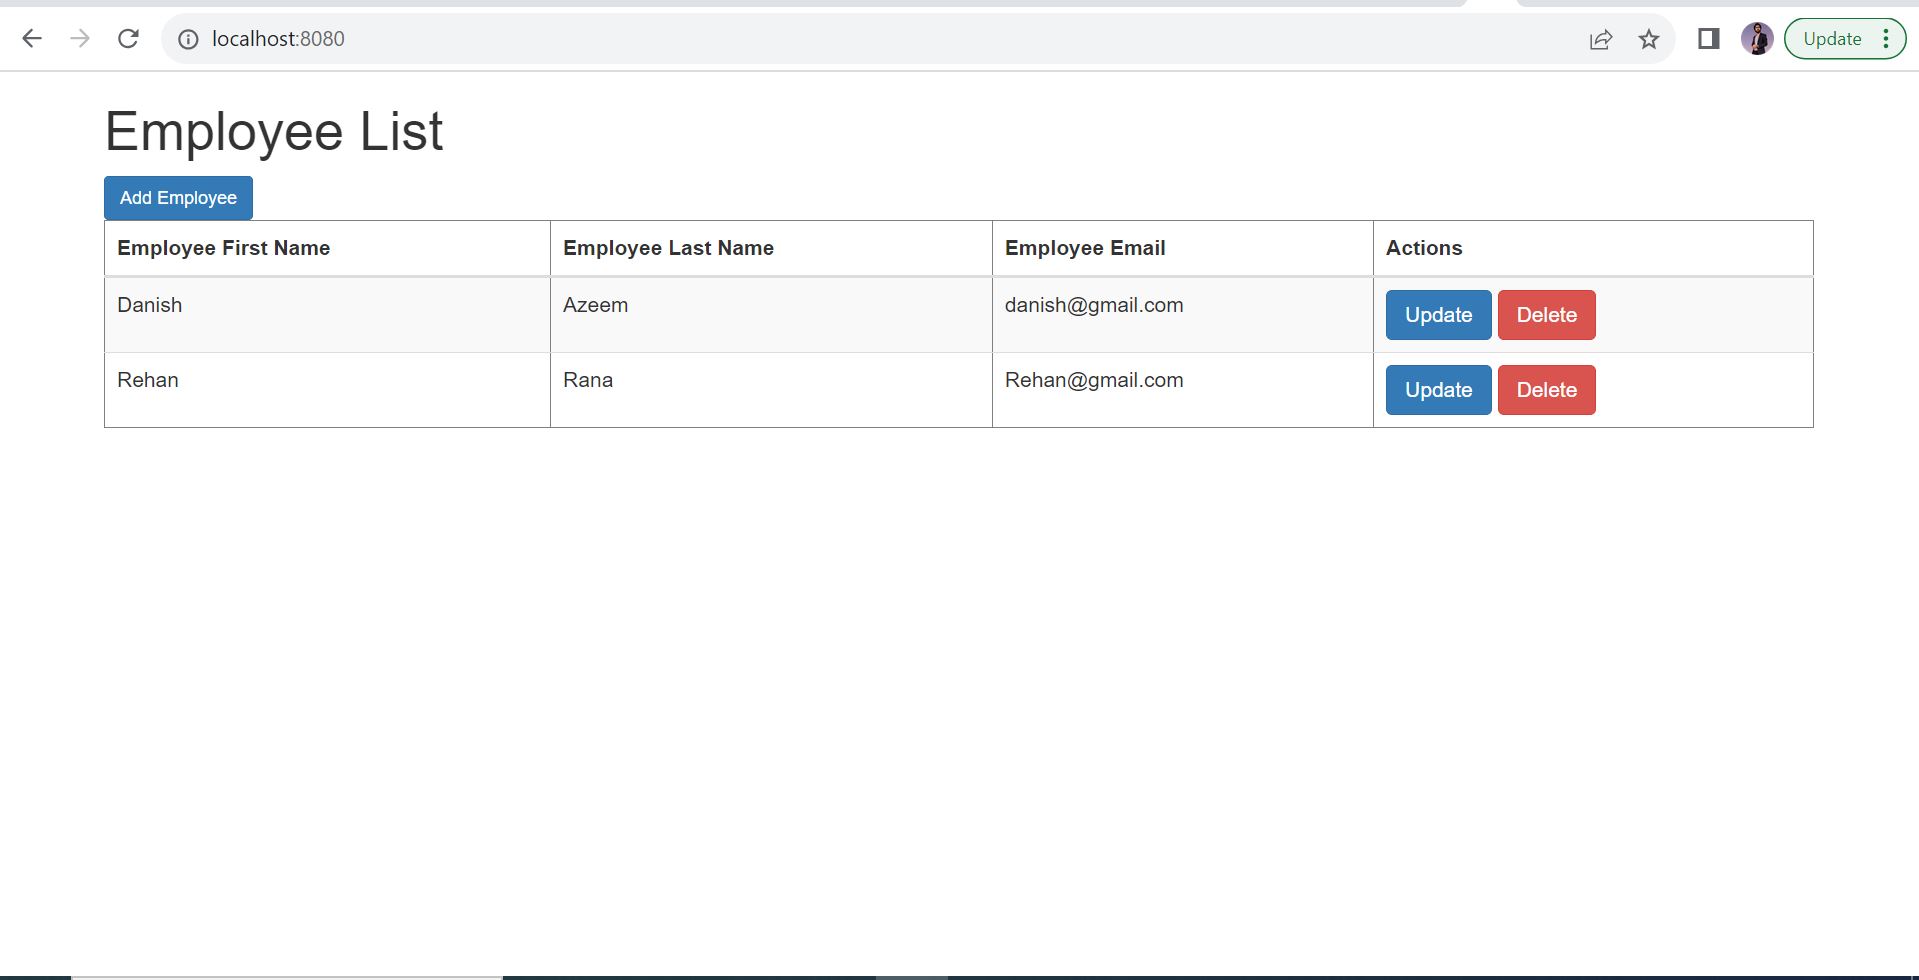 localhost:8080
Update
Employee List
Add Employee
Employee First Name Employee Last Name Employee Email Actions
Danish Azeem danish@gmail.com Update Delete
Rehan Rana Rehan@gmail.com Update Delete